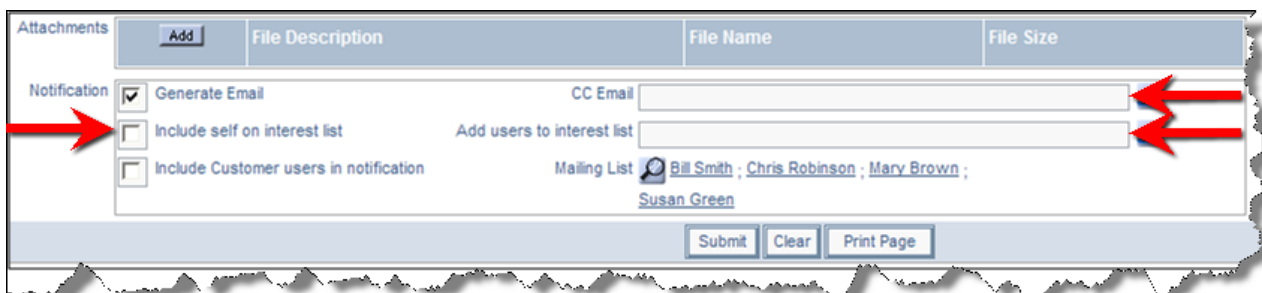 Attachments Add File Description File Name File Size
Notification Generate Email CC Email
Include self on interest list Add users to interest list
Include Customer users in notification Mailing List Bill Smith ; Chris Robinson ; Mary Brown ;
Susan Green
Submit Clear Print Page